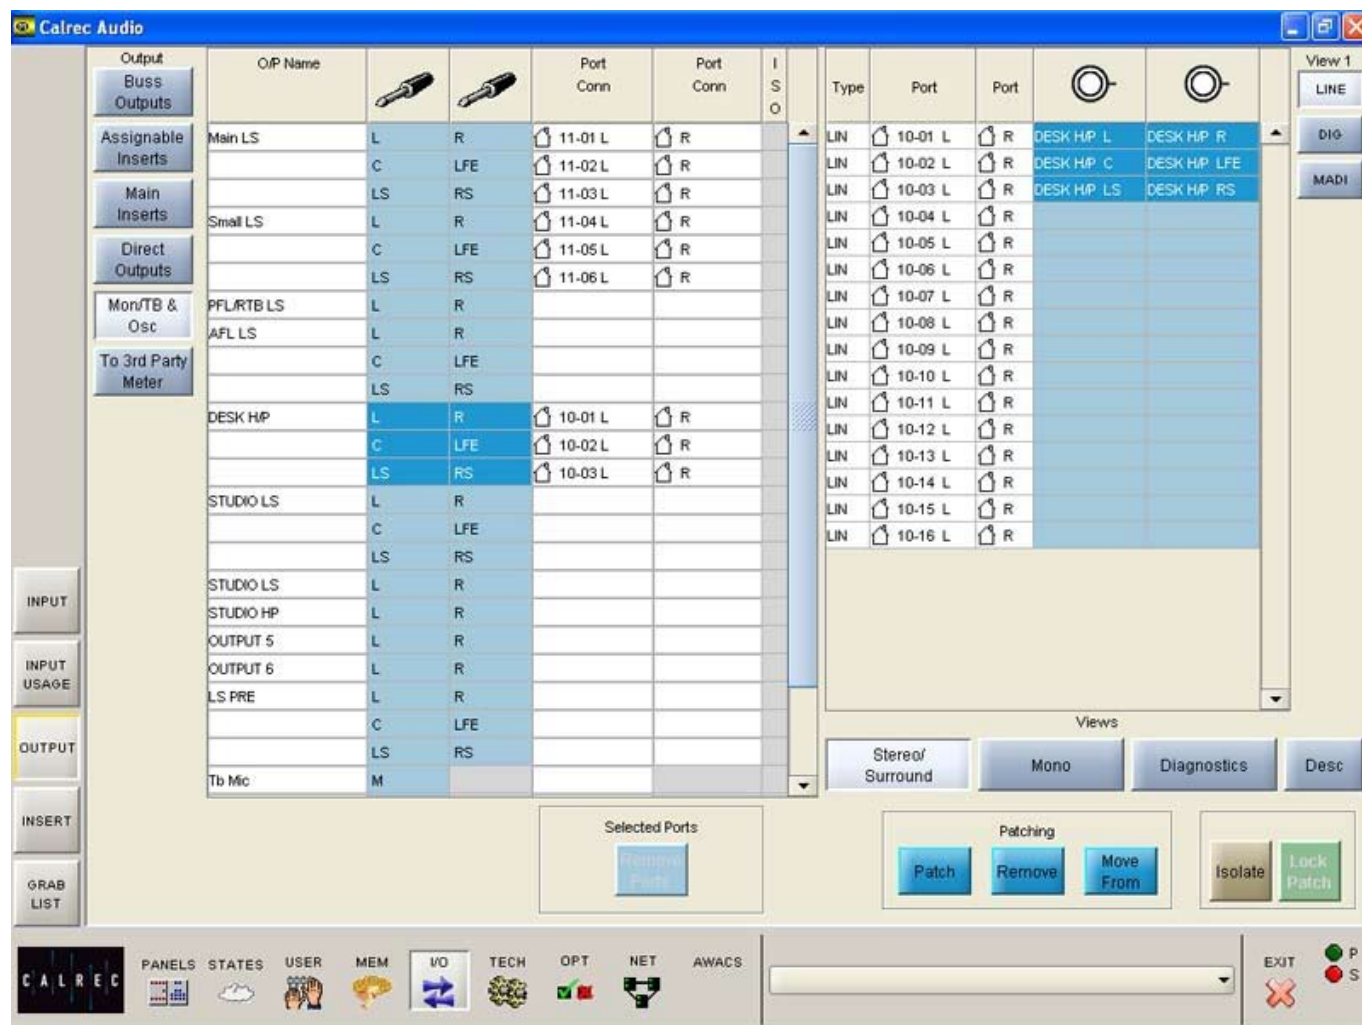 Calrec Audio
Output
Buss
Outputs
Assignable
Inserts
Main
Inserts
Direct
Outputs
Mon/TB &
Osc
To 3rd Party
Meter
O/P Name Port Conn Port Conn I S O
Main LS L R 11-01 L R
C LFE 11-02 L R
LS RS 11-03 L R
Small LS L R 11-04 L R
C LFE 11-05 L R
LS RS 11-06 L R
PFL/RTB LS L R
AFL LS L R
C LFE
LS RS
DESK H/P L R 10-01 L R
C LFE 10-02 L R
LS RS 10-03 L R
STUDIO LS L R
C LFE
LS RS
STUDIO LS L R
STUDIO HP L R
OUTPUT 5 L R
OUTPUT 6 L R
LS PRE L R
C LFE
LS RS
Tb Mic M
Type Port Port
LIN 10-01 L R DESK H/P L DESK H/P R
LIN 10-02 L R DESK H/P C DESK H/P LFE
LIN 10-03 L R DESK H/P LS DESK H/P RS
LIN 10-04 L R
LIN 10-05 L R
LIN 10-06 L R
LIN 10-07 L R
LIN 10-08 L R
LIN 10-09 L R
LIN 10-10 L R
LIN 10-11 L R
LIN 10-12 L R
LIN 10-13 L R
LIN 10-14 L R
LIN 10-15 L R
LIN 10-16 L R
View 1
LINE
DIG
MADI
INPUT
INPUT
USAGE
OUTPUT
INSERT
GRAB
LIST
Views
Stereo/
Surround
Mono
Diagnostics
Desc
Selected Ports
Remove
Ports
Patching
Patch
Remove
Move
From
Isolate
Lock
Patch
CALREC
PANELS STATES USER MEM I/O TECH OPT NET AWACS
EXIT
P
S